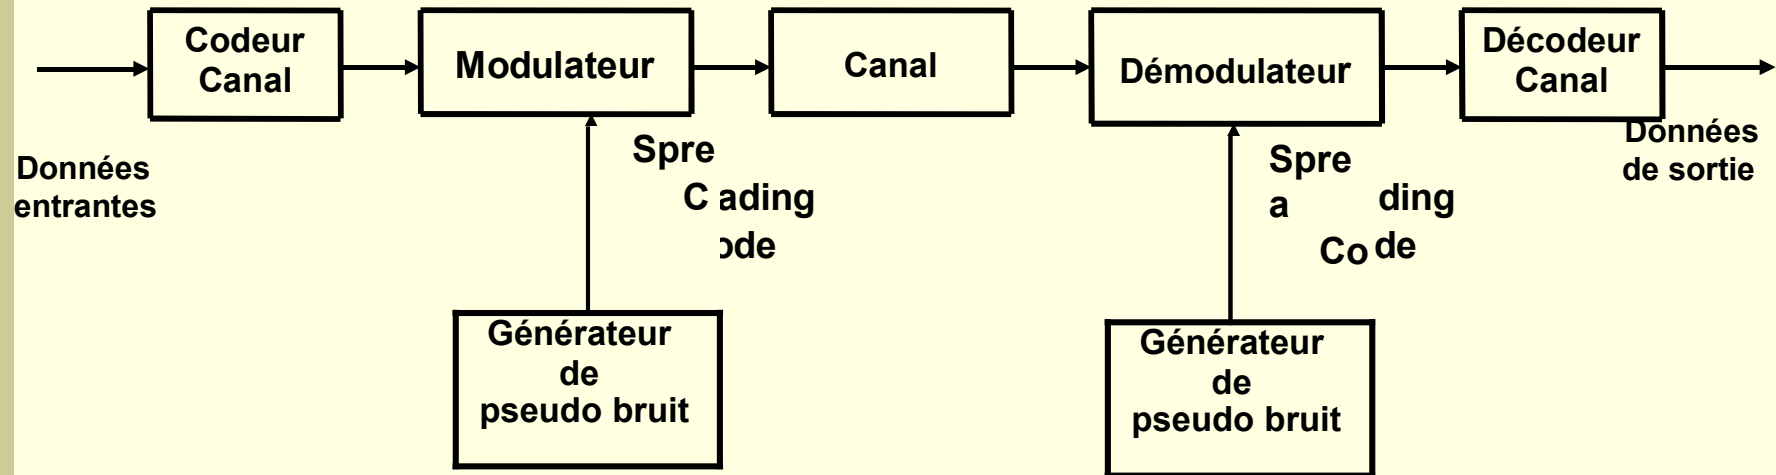 Codeur
Canal
Modulateur
Canal
Démodulateur
Décodeur
Canal
Données
entrantes
Spre
C ading
ode
Spre
a ding
Co de
Données
de sortie
Générateur
de
pseudo bruit
Générateur
de
pseudo bruit